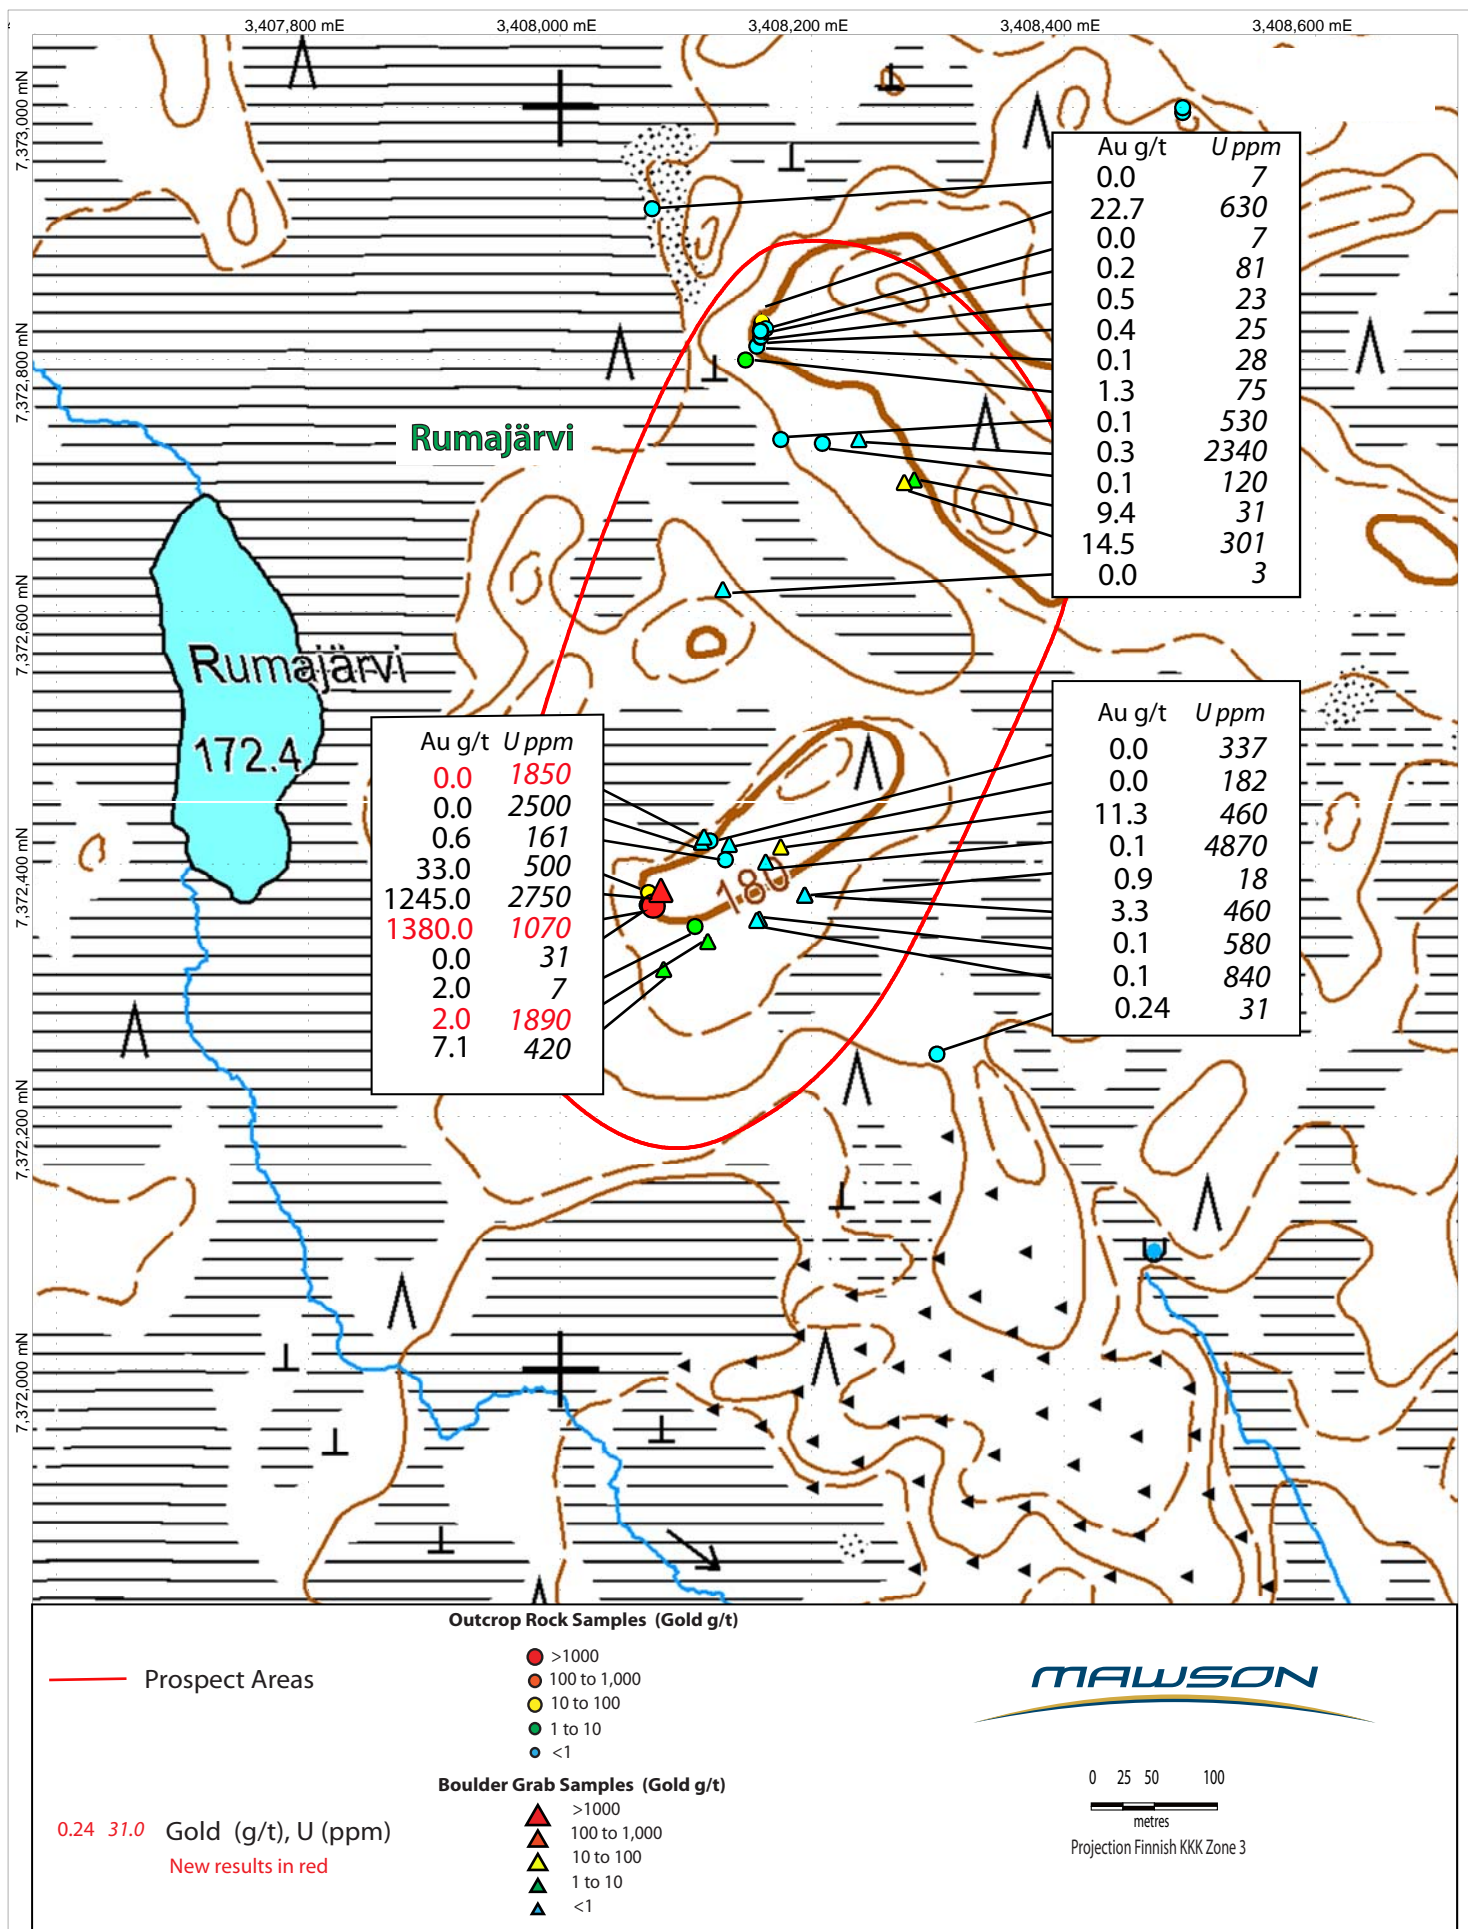 3,407,800 mE 3,408,000 mE 3,408,200 mE 3,408,400 mE 3,408,600 mE
7,373,000 mN
7,372,800 mN
7,372,600 mN
7,372,400 mN
7,372,200 mN
7,372,000 mN
Au g/t U ppm
0.0 7
22.7 630
0.0 7
0.2 81
0.5 23
0.4 25
0.1 28
1.3 75
0.1 530
0.3 2340
0.1 120
9.4 31
14.5 301
0.0 3
Rumajärvi
Rumajärvi
172.4
Au g/t U ppm
0.0 1850
0.0 2500
0.6 161
33.0 500
1245.0 2750
1380.0 1070
0.0 31
2.0 7
2.0 1890
7.1 420
180
Au g/t U ppm
0.0 337
0.0 182
11.3 460
0.1 4870
0.9 18
3.3 460
0.1 580
0.1 840
0.24 31
Prospect Areas
0.24 31.0 Gold (g/t), U (ppm)
New results in red
Outcrop Rock Samples (Gold g/t)
>1000
100 to 1,000
10 to 100
1 to 10
<1
Boulder Grab Samples (Gold g/t)
>1000
100 to 1,000
10 to 100
1 to 10
<1
MAWSON
0 25 50 100
metres
Projection Finnish KKK Zone 3